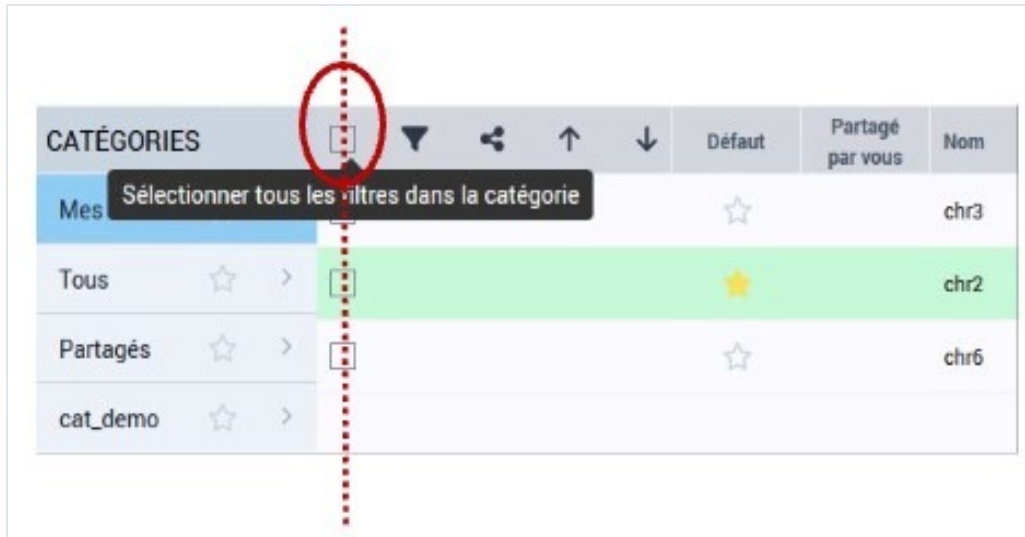 CATÉGORIES Défaut Partagé par vous Nom
Sélectionner tous les filtres dans la catégorie
Mes chr3
Tous chr2
Partagés chr6
cat_demo